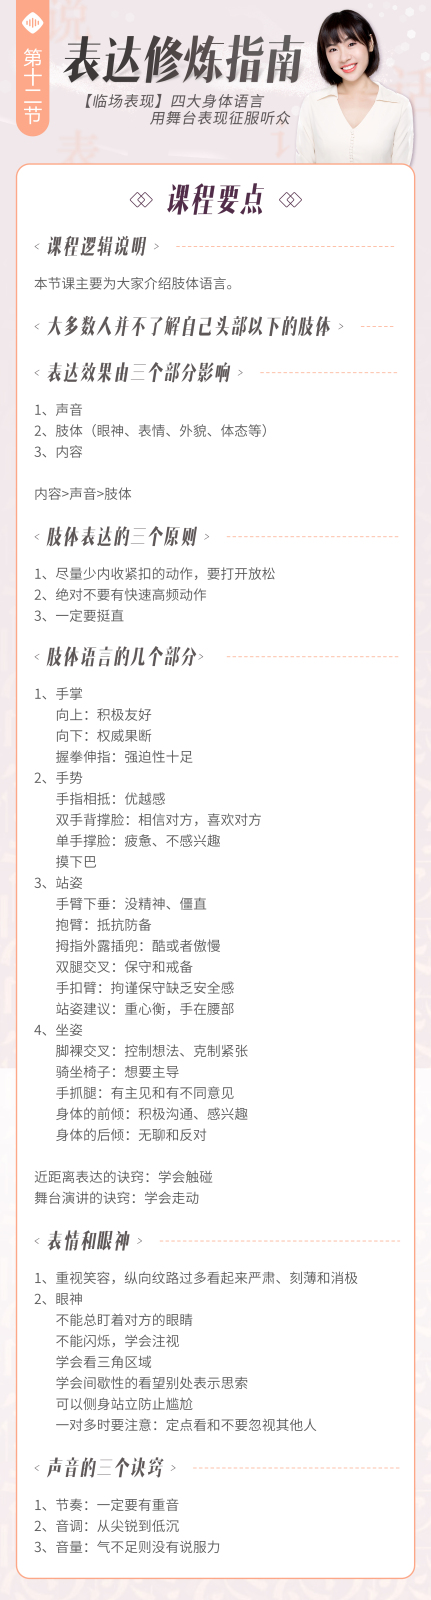 第十二节
表达修炼指南
【临场表现】四大身体语言
用舞台表现征服听众
课程要点
< 课程逻辑说明 >
本节课主要为大家介绍肢体语言。
< 大多数人并不了解自己头部以下的肢体 >
< 表达效果由三个部分影响 >
1、声音
2、肢体（眼神、表情、外貌、体态等）
3、内容
内容>声音>肢体
< 肢体表达的三个原则 >
1、尽量少内收紧扣的动作，要打开放松
2、绝对不要有快速高频动作
3、一定要挺直
< 肢体语言的几个部分>
1、手掌
向上：积极友好
向下：权威果断
握拳伸指：强迫性十足
2、手势
手指相抵：优越感
双手背撑脸：相信对方，喜欢对方
单手撑脸：疲惫、不感兴趣
摸下巴
3、站姿
手臂下垂：没精神、僵直
抱臂：抵抗防备
拇指外露插兜：酷或者傲慢
双腿交叉：保守和戒备
手扣臂：拘谨保守缺乏安全感
站姿建议：重心衡，手在腰部
4、坐姿
脚裸交叉：控制想法、克制紧张
骑坐椅子：想要主导
手抓腿：有主见和有不同意见
身体的前倾：积极沟通、感兴趣
身体的后倾：无聊和反对
近距离表达的诀窍：学会触碰
舞台演讲的诀窍：学会走动
< 表情和眼神 >
1、重视笑容，纵向纹路过多看起来严肃、刻薄和消极
2、眼神
不能总盯着对方的眼睛
不能闪烁，学会注视
学会看三角区域
学会间歇性的看望别处表示思索
可以侧身站立防止尴尬
一对多时要注意：定点看和不要忽视其他人
< 声音的三个诀窍 >
1、节奏：一定要有重音
2、音调：从尖锐到低沉
3、音量：气不足则没有说服力